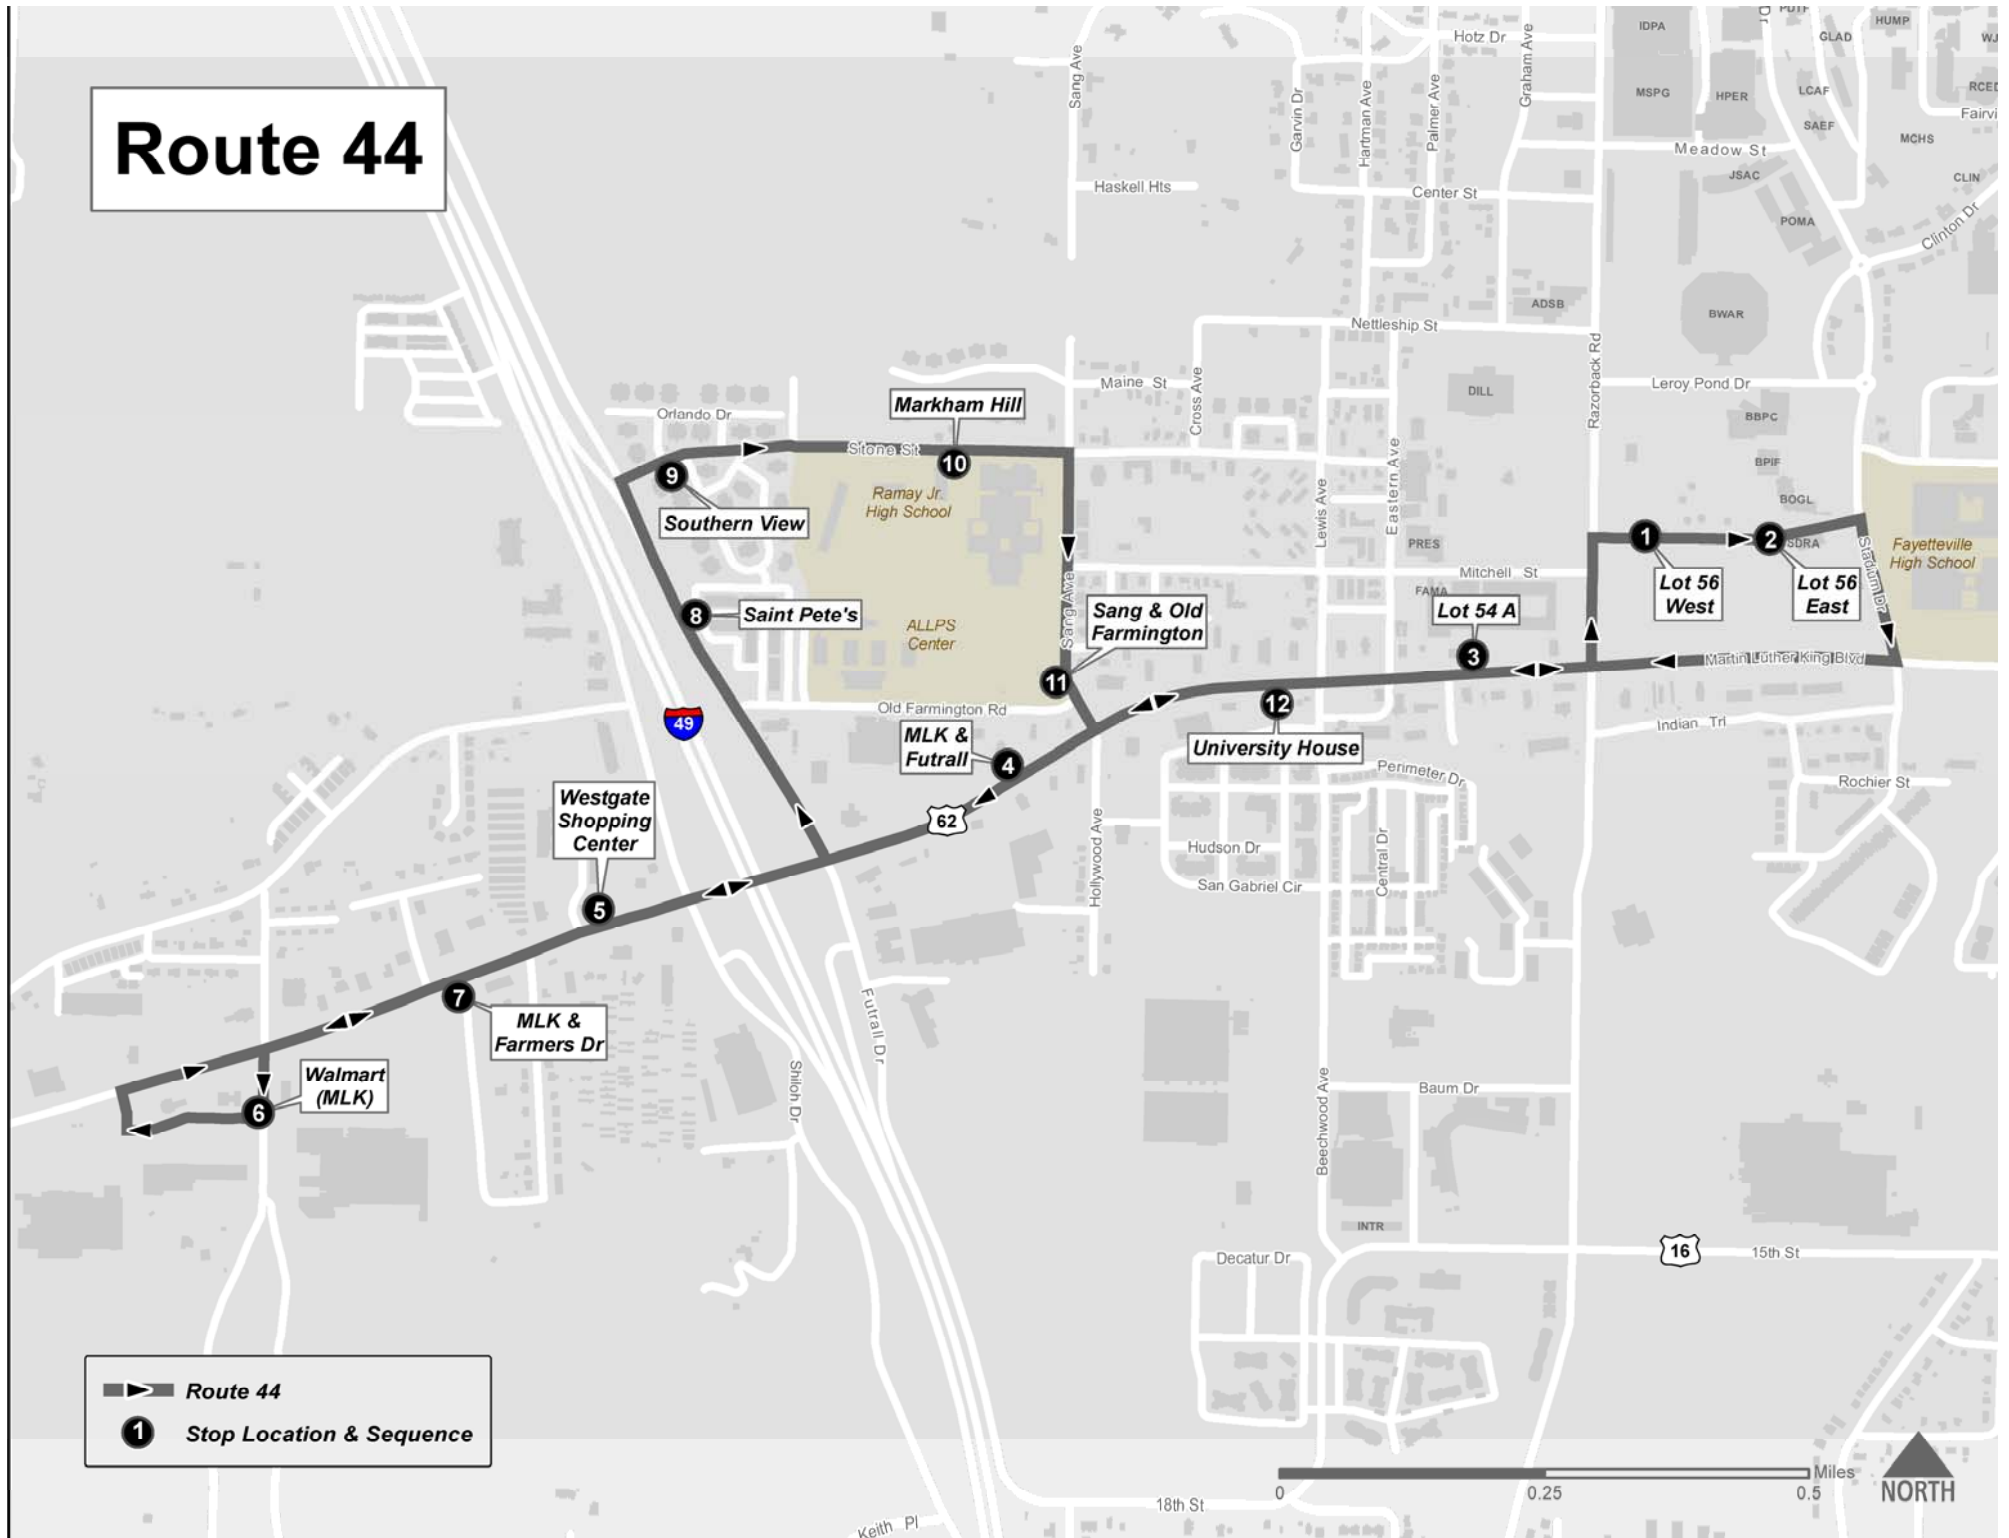 Route 44
Sang Ave
Garvin Dr
Hartman Ave
Palmer Ave
Hotz Dr
Graham Ave
IDPA
Dr
GLAD
HUMP
MSPG
HPER
LCAF
RCED
SAEF
Fairvi
MCHS
Meadow St
JSAC
CLIN
Haskell Hts
Center St
POMA
Clinton Dr
ADSB
BWAR
Nettleship St
Razorback Rd
Maine St
Cross Ave
DILL
Leroy Pond Dr
Markham Hill
BBPC
Orlando Dr
Stone St
10
Eastern Ave
BPIF
9
Ramay Jr.
High School
Lewis Ave
BOGL
Southern View
1
2
SDRA
PRES
Stadium Dr
Fayetteville
High School
Mitchell St
FAMA
Lot 56
West
Lot 56
East
8
Saint Pete's
Sang Ave
Sang & Old
Farmington
Lot 54 A
ALLPS
Center
3
Martin Luther King Blvd
11
Old Farmington Rd
12
49
Indian Trl
MLK &
Futrall
4
University House
Perimeter Dr
Rochier St
Westgate
Shopping
Center
62
Hollywood Ave
Hudson Dr
Central Dr
San Gabriel Cir
5
7
MLK &
Farmers Dr
Futrall Dr
Walmart
(MLK)
6
Shiloh Dr
Beechwood Ave
Baum Dr
INTR
Decatur Dr
16
15th St
Route 44
1
Stop Location & Sequence
Miles
0
0.25
0.5
NORTH
18th St
Keith Pl